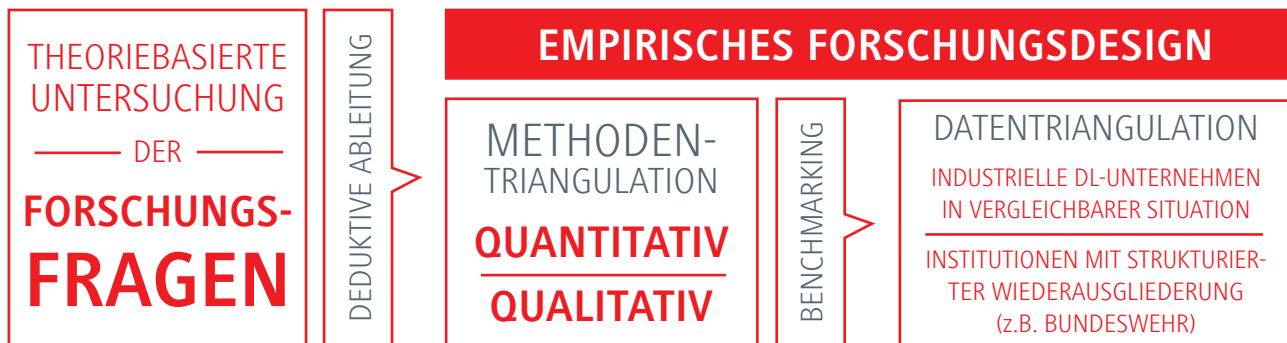 THEORIEBASIERTE
UNTERSUCHUNG
DER
FORSCHUNGS-
FRAGEN
DEDUKTIVE ABLEITUNG
EMPIRISCHES FORSCHUNGSDESIGN
METHODEN-
TRIANGULATION
QUANTITATIV
QUALITATIV
BENCHMARKING
DATENTRIANGULATION
INDUSTRIELLE DL-UNTERNEHMEN
IN VERGLEICHBARER SITUATION
INSTITUTIONEN MIT STRUKTURIER-
TER WIEDERAUSGLIEDERUNG
(z.B. BUNDESWEHR)